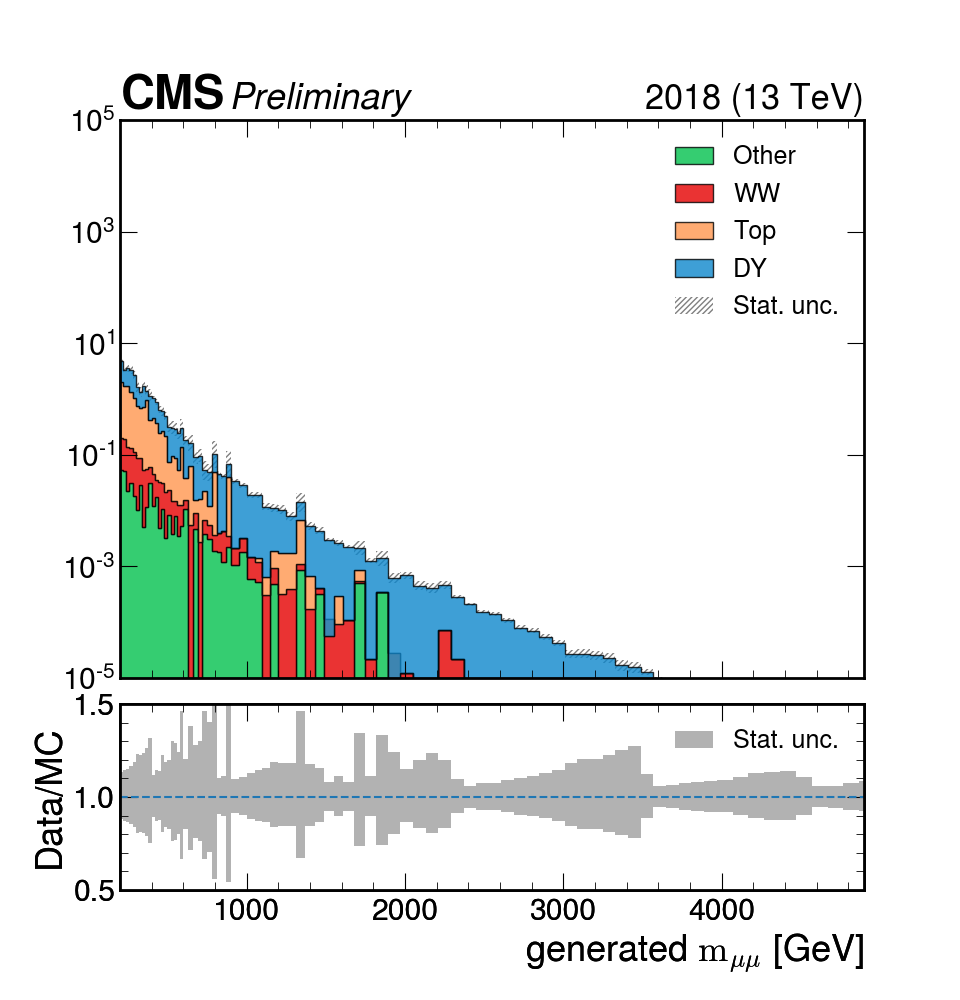 CMS Preliminary 2018 (13 TeV)
10^5
Other
WW
10^3
Top
DY
Stat. unc.
10^1
10^-1
10^-3
10^-5
1.5
Stat. unc.
1.0
Data/MC
0.5
1000 2000 3000 4000
generated m_μμ [GeV]